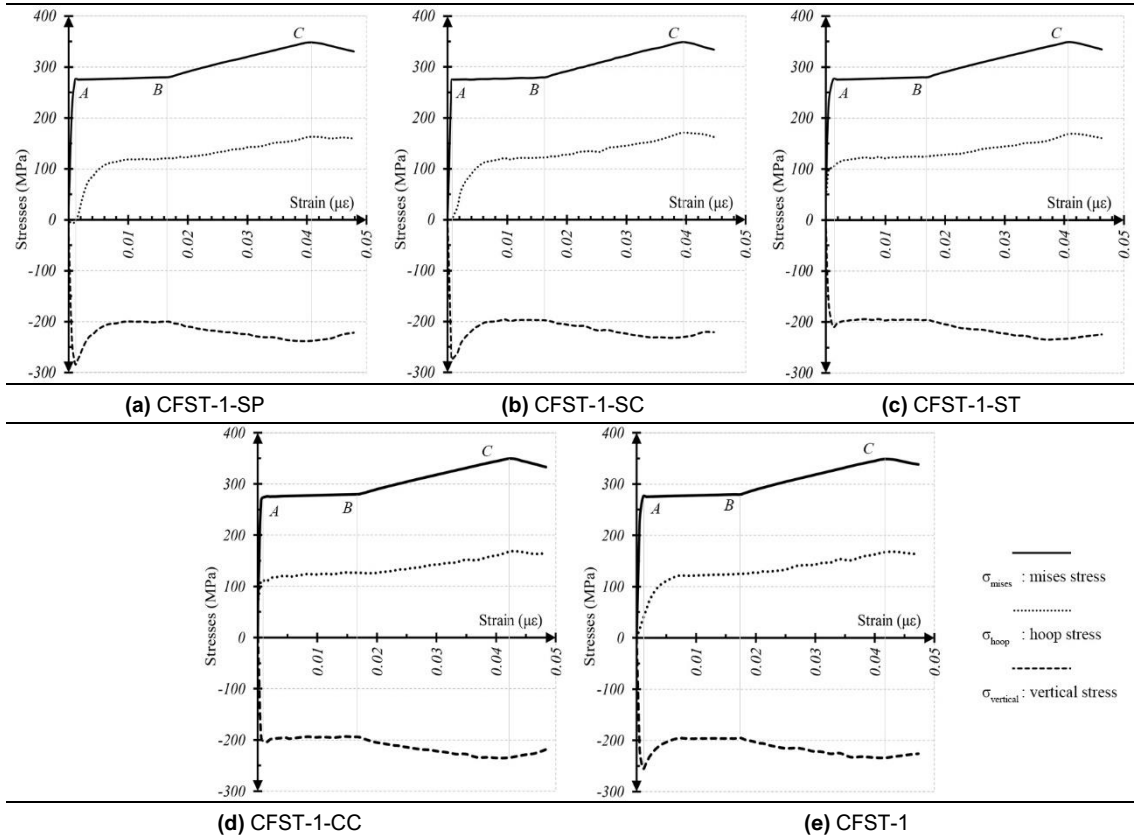 400
300
200
100
0
-100
-200
-300
Stresses (MPa)
Strain (µε)
0.01
0.02
0.03
0.04
0.05
A
B
C
(a) CFST-1-SP
400
300
200
100
0
-100
-200
-300
Stresses (MPa)
Strain (µε)
0.01
0.02
0.03
0.04
0.05
A
B
C
(b) CFST-1-SC
400
300
200
100
0
-100
-200
-300
Stresses (MPa)
Strain (µε)
0.01
0.02
0.03
0.04
0.05
A
B
C
(c) CFST-1-ST
400
300
200
100
0
-100
-200
-300
Stresses (MPa)
Strain (µε)
0.01
0.02
0.03
0.04
0.05
A
B
C
(d) CFST-1-CC
400
300
200
100
0
-100
-200
-300
Stresses (MPa)
Strain (µε)
0.01
0.02
0.03
0.04
0.05
A
B
C
(e) CFST-1
σmises : mises stress
σhoop : hoop stress
σvertical : vertical stress